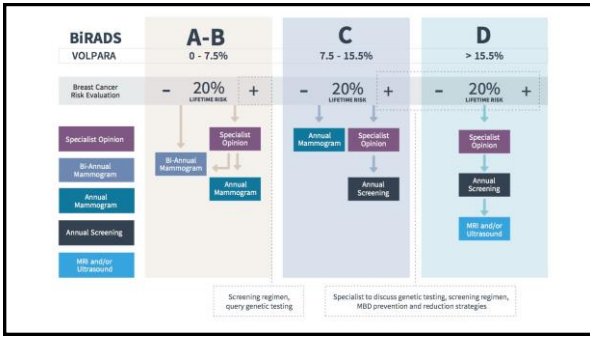 BiRADS
A-B
C
D
VOLPARA
0 - 7.5%
7.5 - 15.5%
> 15.5%
Breast Cancer
Risk Evaluation
- 20% +
LIFETIME RISK
- 20% +
LIFETIME RISK
- 20% +
LIFETIME RISK
Specialist Opinion
Bi-Annual
Mammogram
Annual
Mammogram
Annual Screening
MRI and/or
Ultrasound
Specialist
Opinion
Bi-Annual
Mammogram
Annual
Mammogram
Annual
Mammogram
Specialist
Opinion
Annual
Screening
Specialist
Opinion
Annual
Screening
MRI and/or
Ultrasound
Screening regimen,
query genetic testing
Specialist to discuss genetic testing, screening regimen,
MBD prevention and reduction strategies